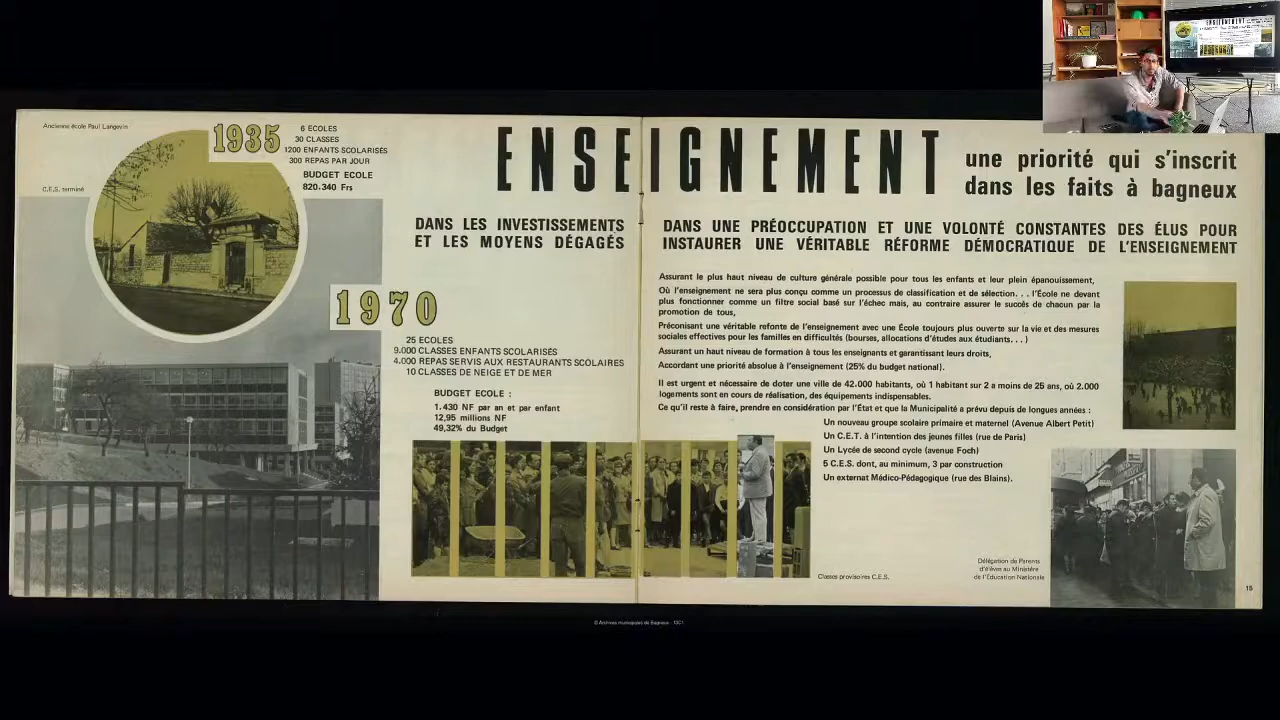 Ancienne école Paul Langevin
1935
6 ECOLES
30 CLASSES
1200 ENFANTS SCOLARISÉS
300 REPAS PAR JOUR
BUDGET ECOLE
820.340 Frs
C.E.S. terminé
1970
25 ECOLES
9.000 CLASSES ENFANTS SCOLARISÉS
4.000 REPAS SERVIS AUX RESTAURANTS SCOLAIRES
10 CLASSES DE NEIGE ET DE MER
BUDGET ECOLE :
1.430 NF par an et par enfant
12,95 millions NF
49,32% du Budget
ENSEIGNEMENT
une priorité qui s'inscrit
dans les faits à bagneux
DANS LES INVESTISSEMENTS
ET LES MOYENS DÉGAGÉS
DANS UNE PRÉOCCUPATION ET UNE VOLONTÉ CONSTANTES DES ÉLUS POUR
INSTAURER UNE VÉRITABLE RÉFORME DÉMOCRATIQUE DE L'ENSEIGNEMENT
Assurant le plus haut niveau de culture générale possible pour tous les enfants et leur plein épanouissement,
Où l'enseignement ne sera plus conçu comme un processus de classification et de sélection. . . l'École ne devant
plus fonctionner comme un filtre social basé sur l'échec mais, au contraire assurer le succès de chacun par la
promotion de tous,
Préconisant une véritable refonte de l'enseignement avec une École toujours plus ouverte sur la vie et des mesures
sociales effectives pour les familles en difficultés (bourses, allocations d'études aux étudiants. . . )
Assurant un haut niveau de formation à tous les enseignants et garantissant leurs droits,
Accordant une priorité absolue à l'enseignement (25% du budget national).
Il est urgent et nécessaire de doter une ville de 42.000 habitants, où 1 habitant sur 2 a moins de 25 ans, où 2.000
logements sont en cours de réalisation, des équipements indispensables.
Ce qu'il reste à faire, prendre en considération par l'État et que la Municipalité a prévu depuis de longues années :
Un nouveau groupe scolaire primaire et maternel (Avenue Albert Petit)
Un C.E.T. à l'intention des jeunes filles (rue de Paris)
Un Lycée de second cycle (avenue Foch)
5 C.E.S. dont, au minimum, 3 par construction
Un externat Médico-Pédagogique (rue des Blains).
Classes provisoires C.E.S.
Délégation de Parents
d'élèves au Ministère
de l'Education Nationale
15
© Archives municipales de Bagneux - 13C1
ENSEIGNEMENT